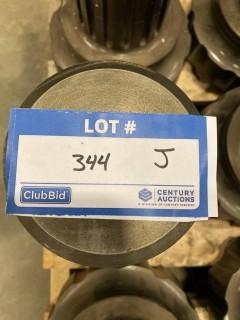 LOT #
344 J
ClubBid
CENTURY
AUCTIONS
A DIVISION OF CENTURY SERVICES